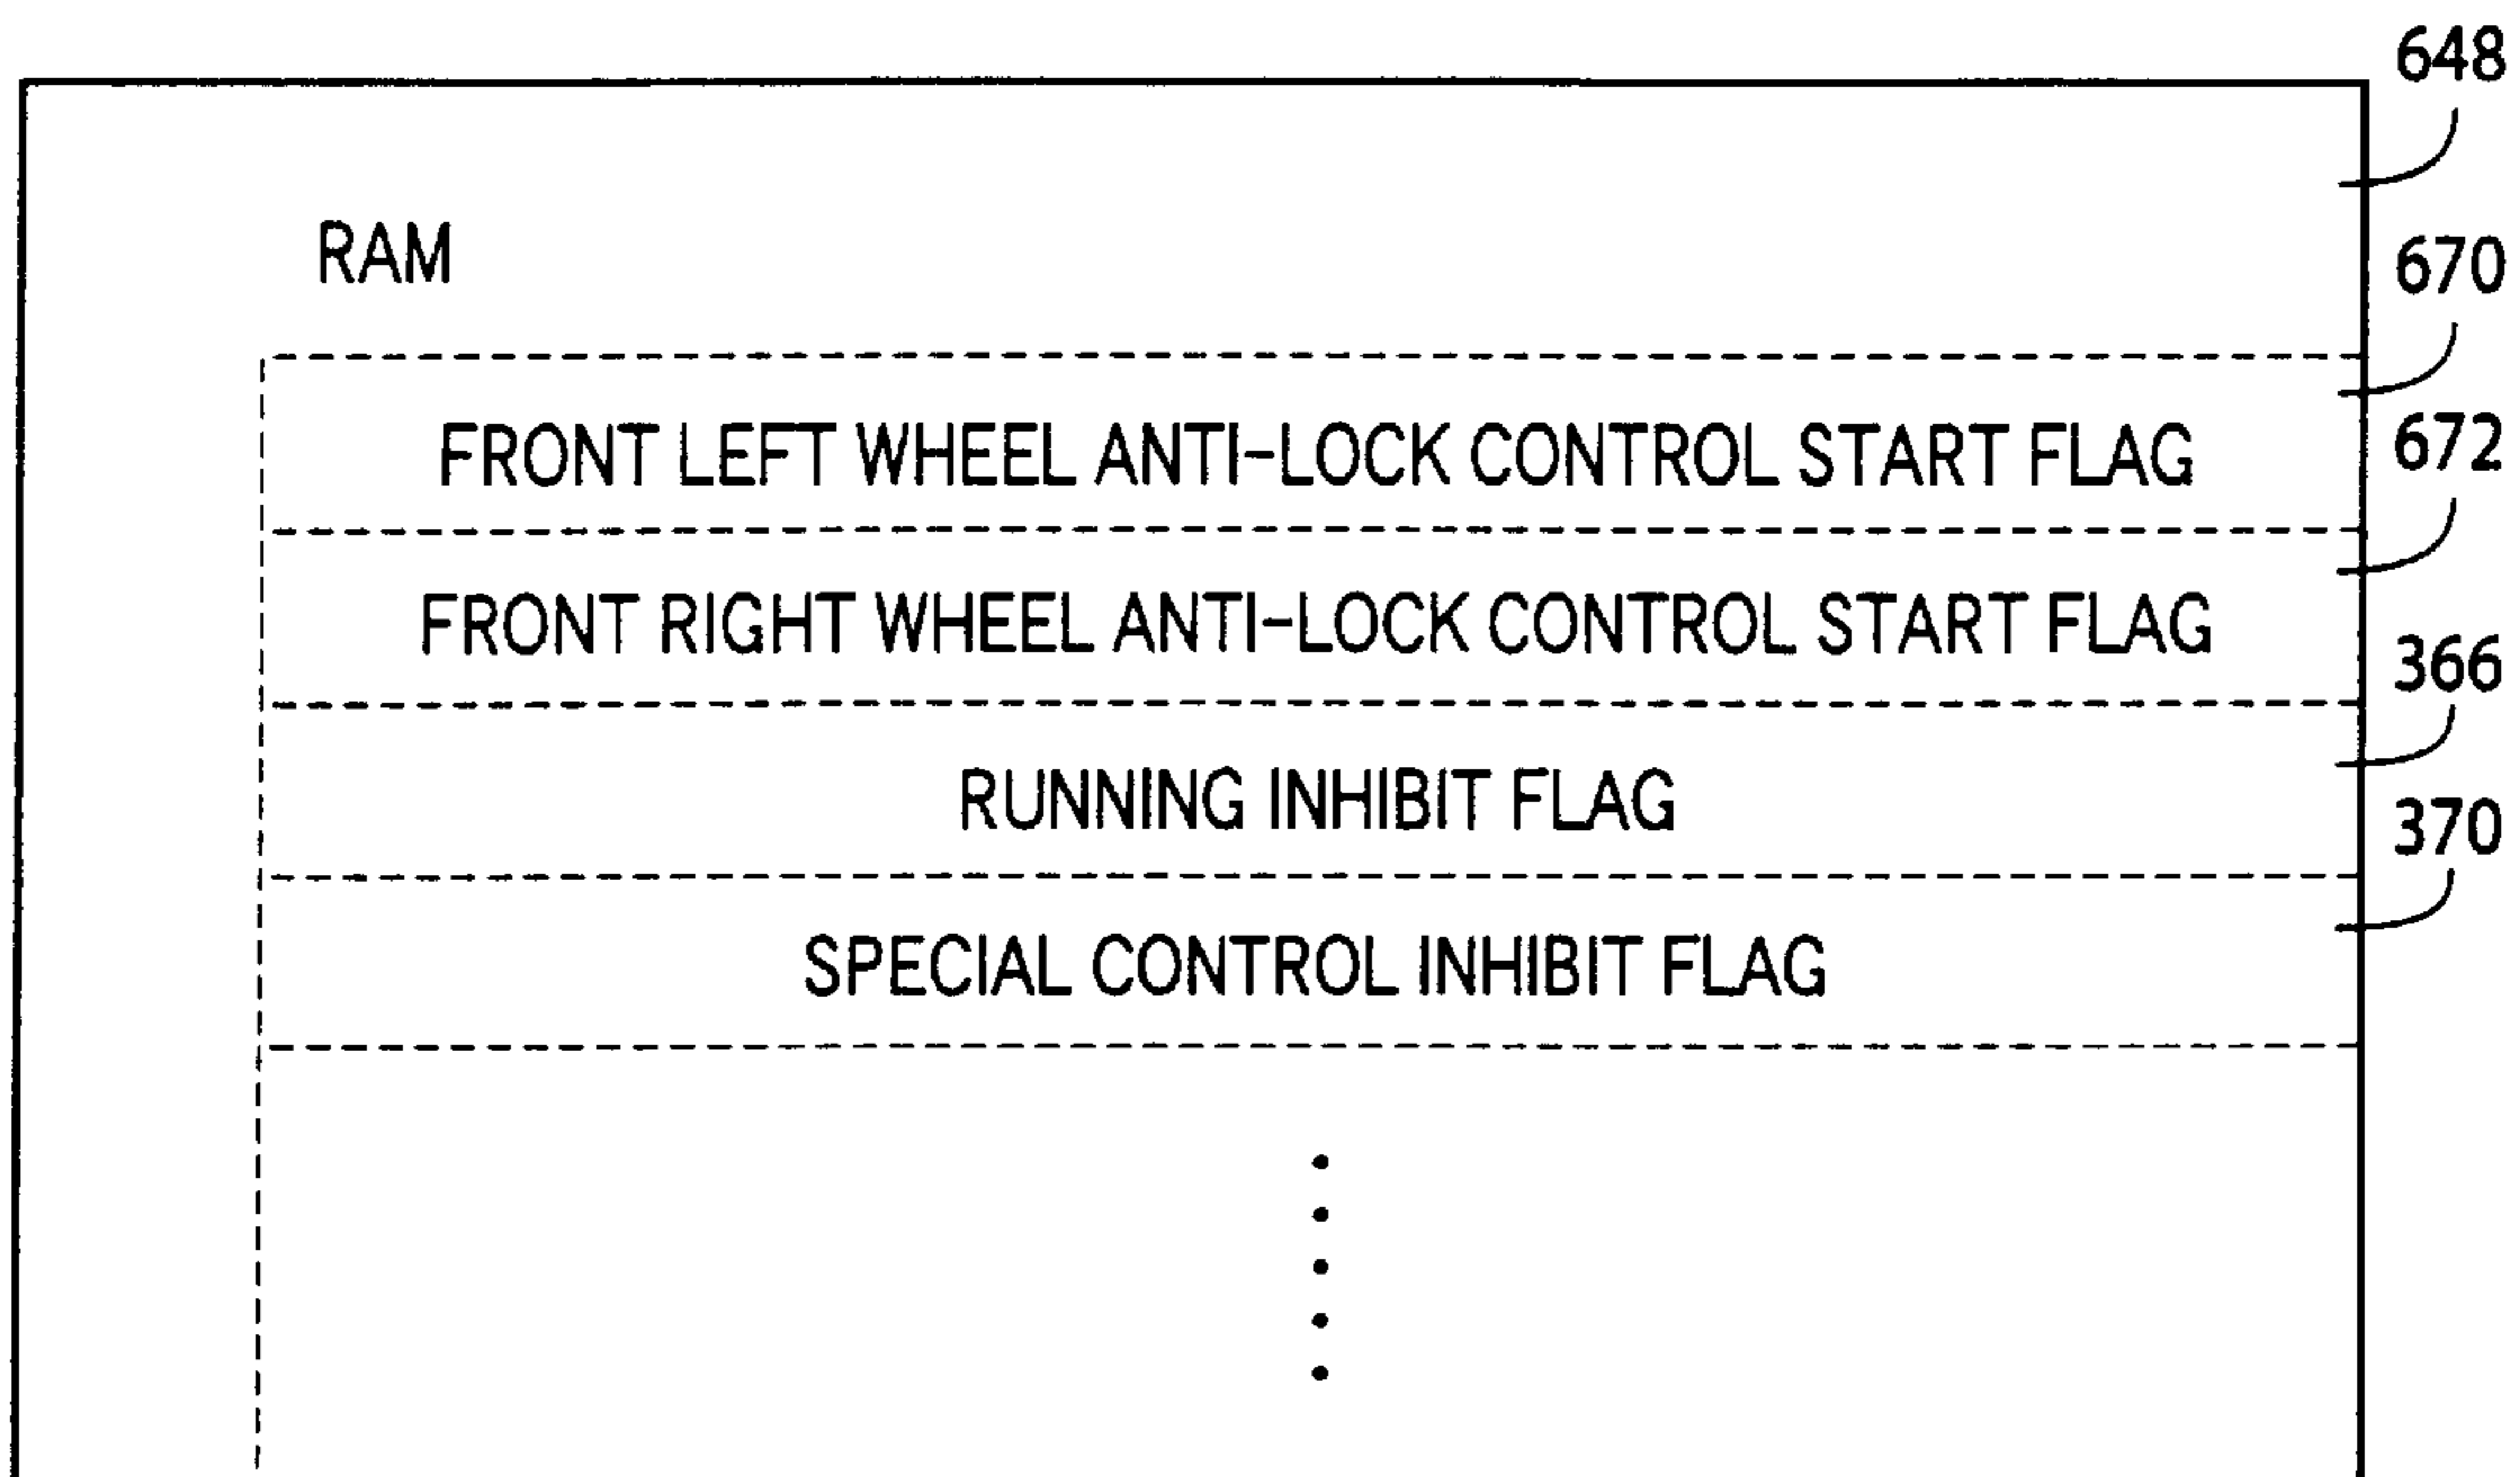 648
RAM
670
FRONT LEFT WHEEL ANTI-LOCK CONTROL START FLAG
672
FRONT RIGHT WHEEL ANTI-LOCK CONTROL START FLAG
366
RUNNING INHIBIT FLAG
370
SPECIAL CONTROL INHIBIT FLAG